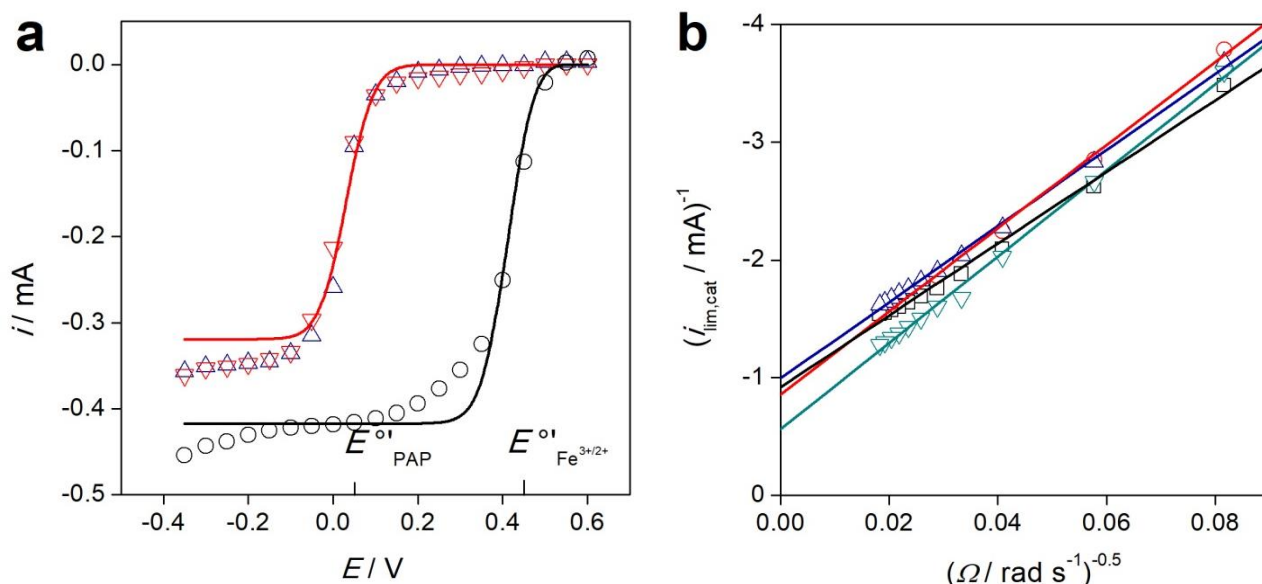 a
0.0
-0.1
-0.2
-0.3
-0.4
-0.5
i / mA
E°'PAP
E°'Fe3+/2+
-0.4 -0.2 0.0 0.2 0.4 0.6
E / V
b
-4
-3
-2
-1
0
(ilim,cat / mA)-1
0.00 0.02 0.04 0.06 0.08
(Ω / rad s-1)-0.5